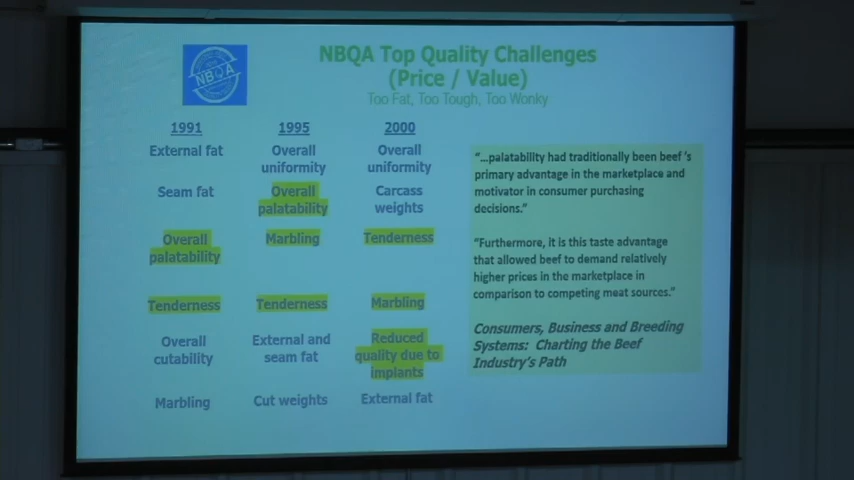 NBQA
NBQA Top Quality Challenges
(Price / Value)
Too Fat, Too Tough, Too Wonky
1991
External fat
Seam fat
Overall
palatability
Tenderness
Overall
cutability
Marbling
1995
Overall
uniformity
Overall
palatability
Marbling
Tenderness
External and
seam fat
Cut weights
2000
Overall
uniformity
Carcass
weights
Tenderness
Marbling
Reduced
quality due to
implants
External fat
“...palatability had traditionally been beef's
primary advantage in the marketplace and
motivator in consumer purchasing
decisions.”
“Furthermore, it is this taste advantage
that allowed beef to demand relatively
higher prices in the marketplace in
comparison to competing meat sources.”
Consumers, Business and Breeding
Systems: Charting the Beef
Industry's Path